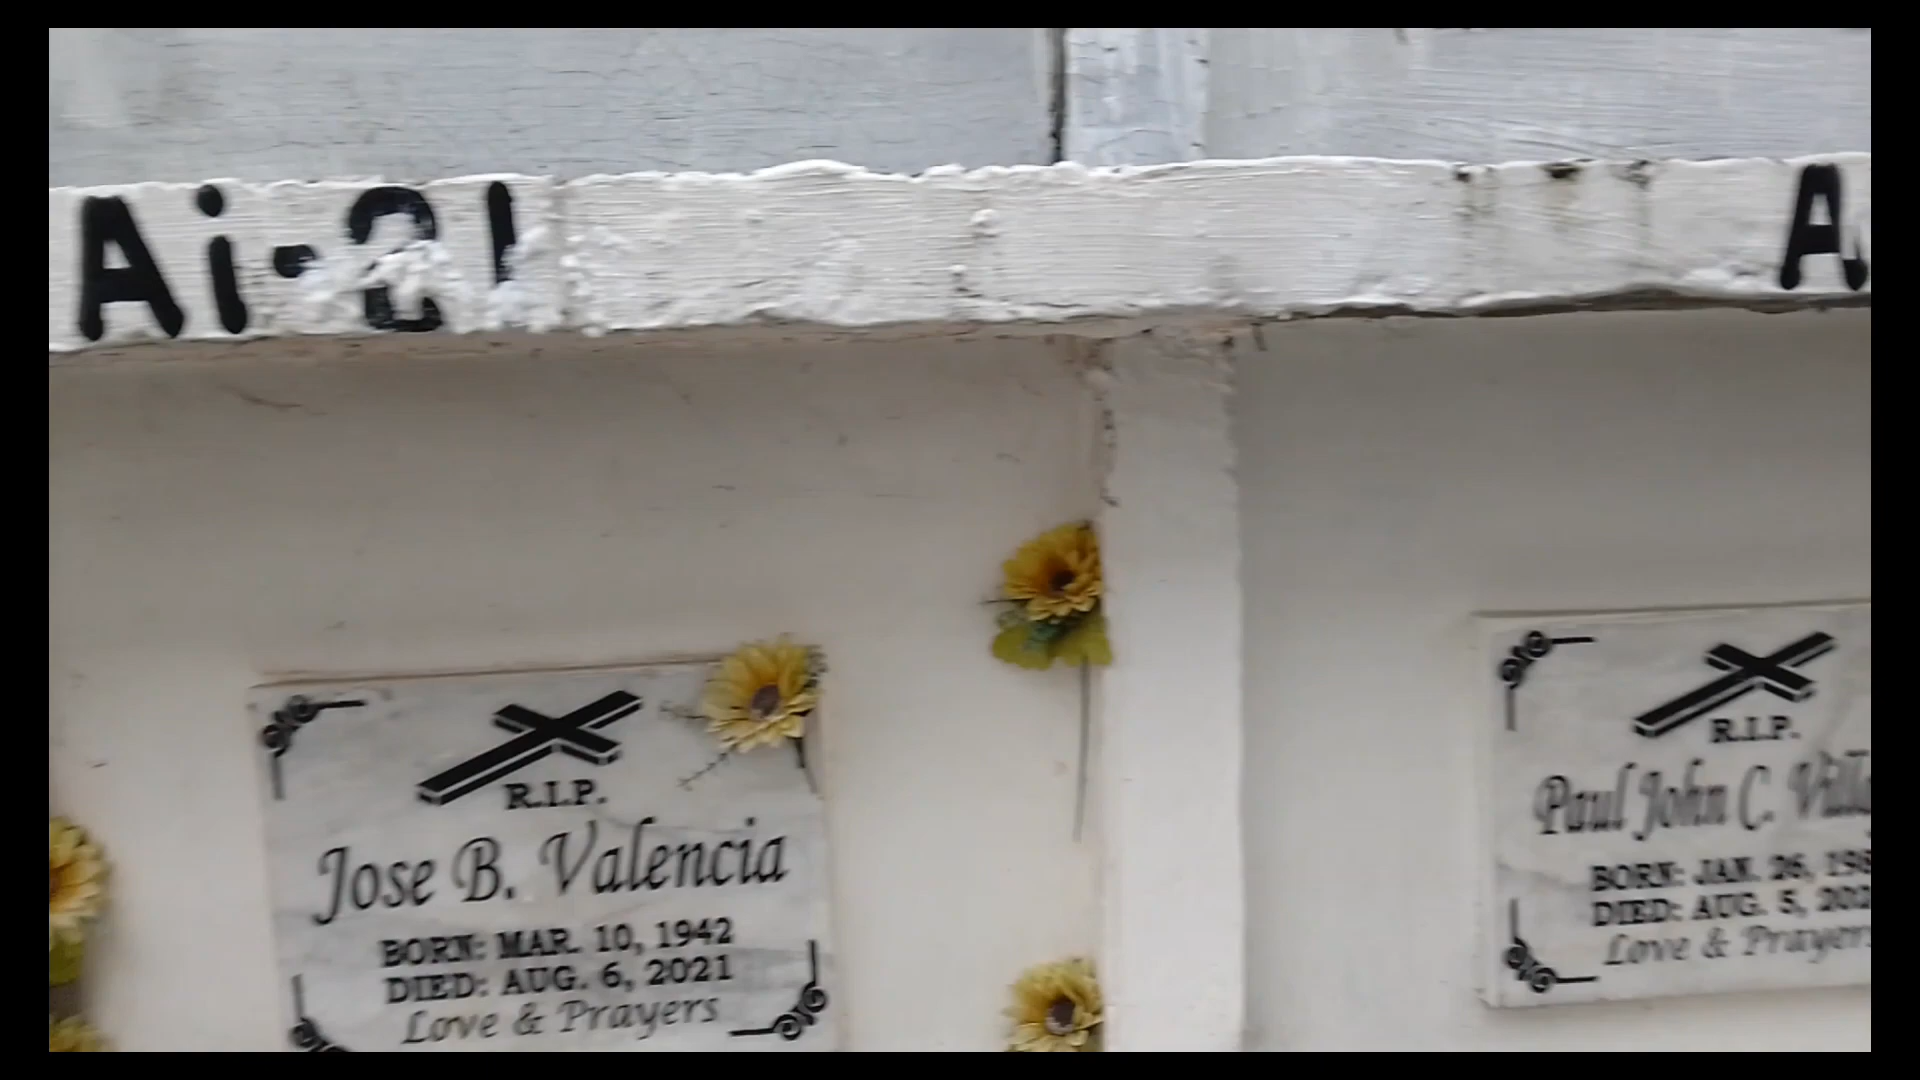 Ai-21
R.I.P.
Jose B. Valencia
BORN: MAR. 10, 1942
DIED: AUG. 6, 2021
Love & Prayers
R.I.P.
Paul John C.
BORN: JAN. 26,
DIED: AUG. 5,
Love & Prayers